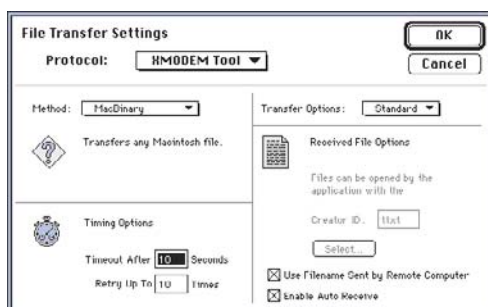 File Transfer Settings
OK
Protocol: XMODEM Tool
Cancel
Method: MacBinary
Transfers any Macintosh file.
Timing Options
Timeout After 10 Seconds
Retry Up To 10 Times
Transfer Options: Standard
Received File Options
Files can be opened by the
application with the
Creator ID. ttxt
Select...
Use Filename Sent by Remote Computer
Enable Auto Receive